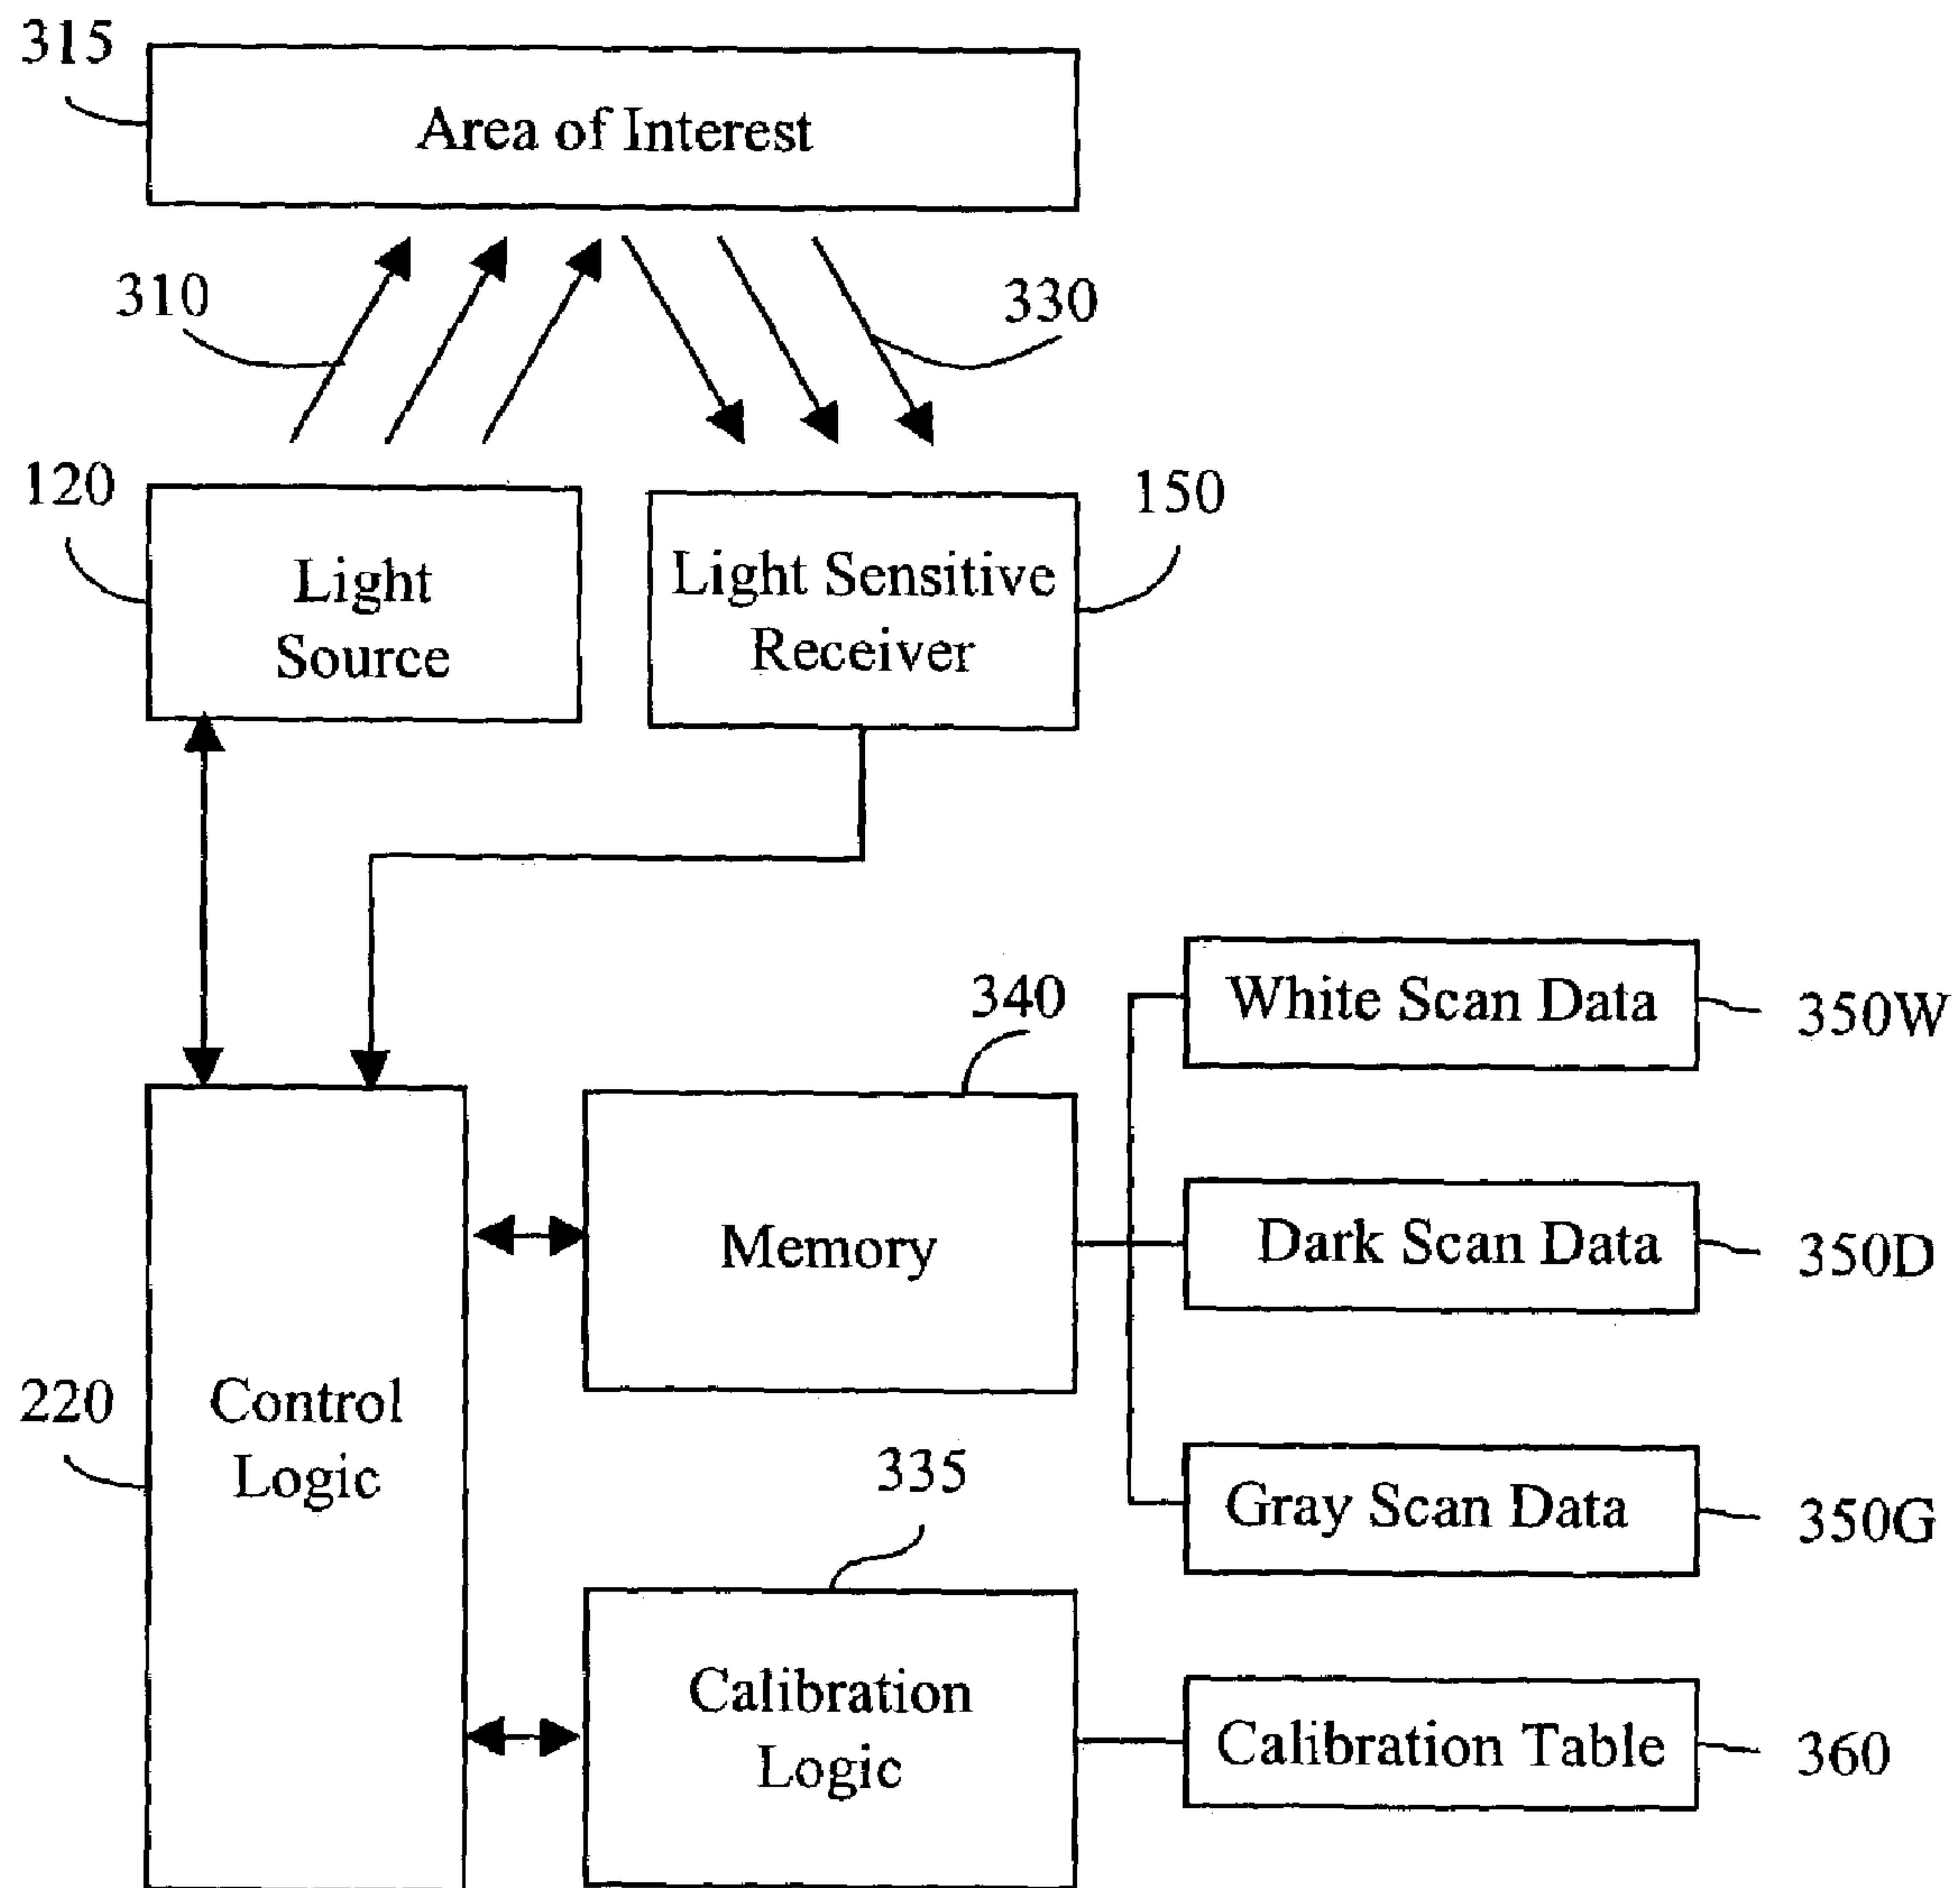 315
Area of Interest
310
330
120
Light
Source
Light Sensitive
Receiver
150
340
White Scan Data
350W
Memory
Dark Scan Data
350D
220
Control
Logic
335
Gray Scan Data
350G
Calibration
Logic
Calibration Table
360